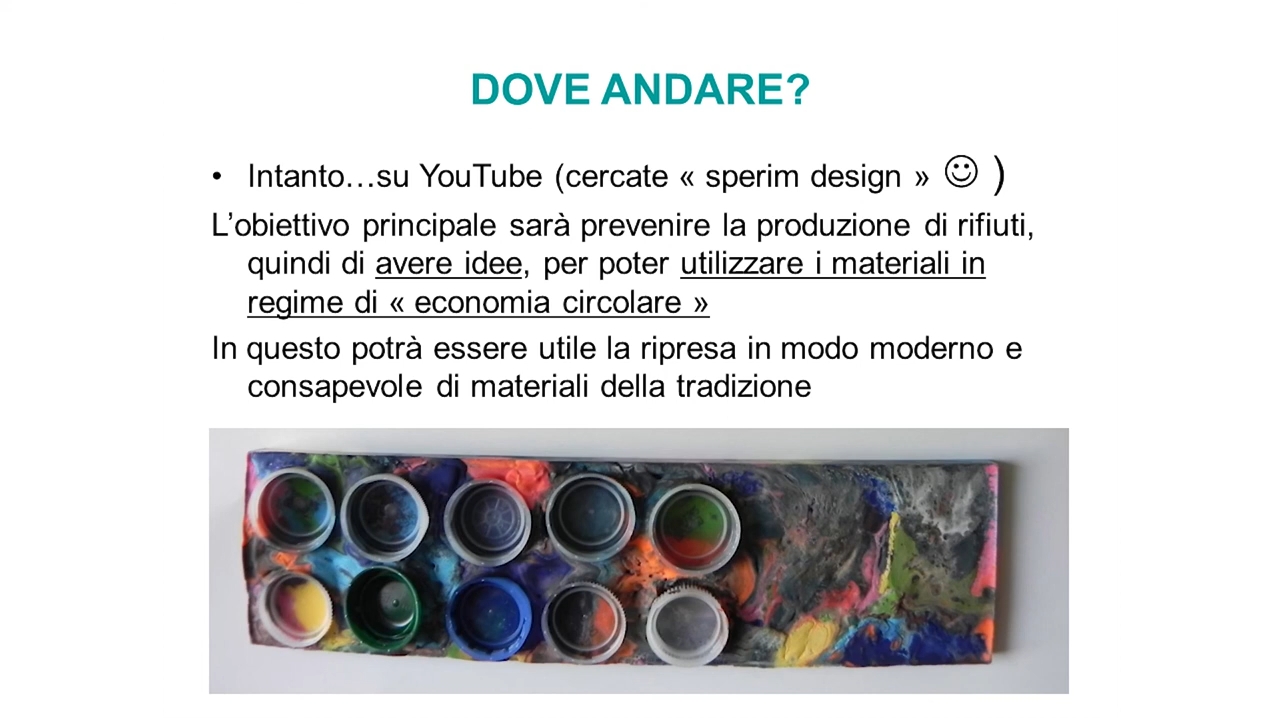 DOVE ANDARE?
• Intanto…su YouTube (cercate « sperim design » ☺ )
L’obiettivo principale sarà prevenire la produzione di rifiuti,
quindi di avere idee, per poter utilizzare i materiali in
regime di « economia circolare »
In questo potrà essere utile la ripresa in modo moderno e
consapevole di materiali della tradizione